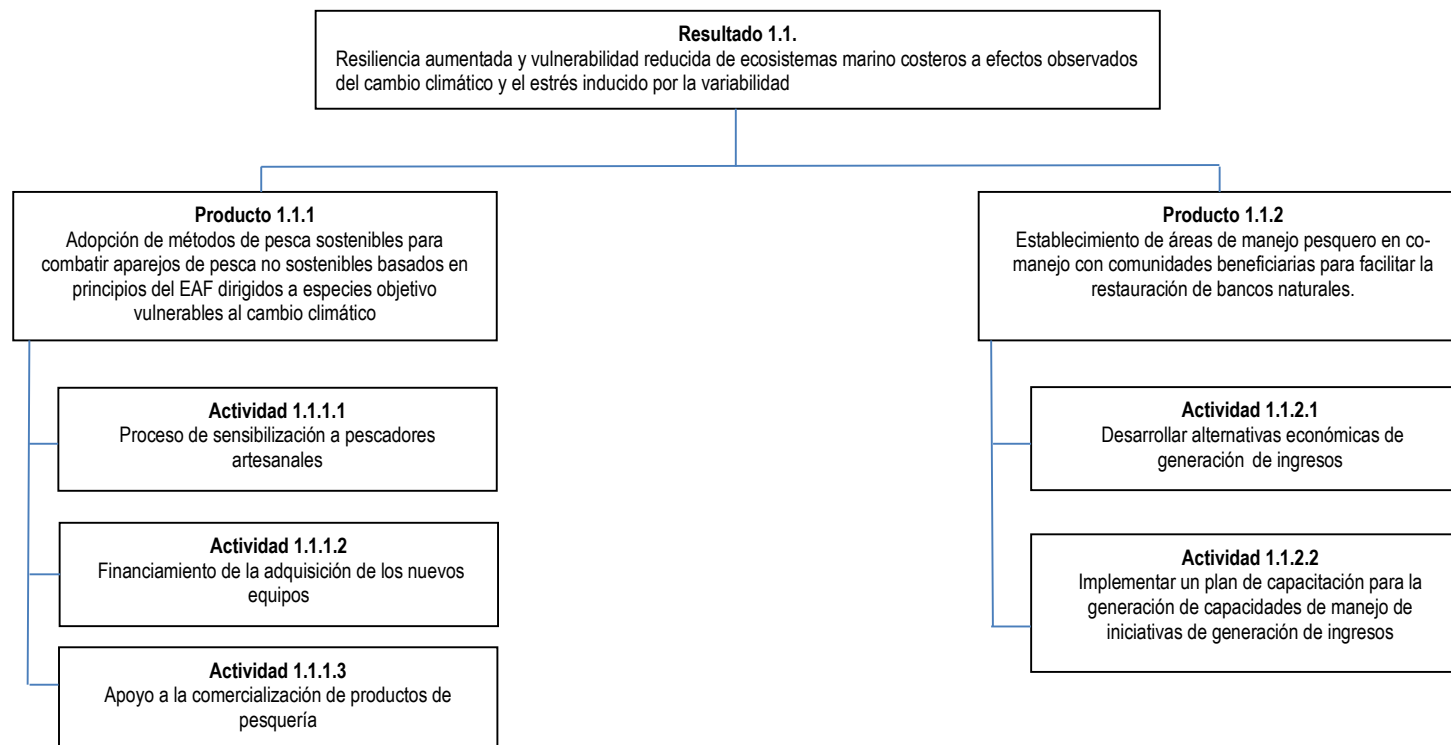 Resultado 1.1.
Resiliencia aumentada y vulnerabilidad reducida de ecosistemas marino costeros a efectos observados
del cambio climático y el estrés inducido por la variabilidad
Producto 1.1.1
Adopción de métodos de pesca sostenibles para
combatir aparejos de pesca no sostenibles basados en
principios del EAF dirigidos a especies objetivo
vulnerables al cambio climático
Actividad 1.1.1.1
Proceso de sensibilización a pescadores
artesanales
Actividad 1.1.1.2
Financiamiento de la adquisición de los nuevos
equipos
Actividad 1.1.1.3
Apoyo a la comercialización de productos de
pesquería
Producto 1.1.2
Establecimiento de áreas de manejo pesquero en co-
manejo con comunidades beneficiarias para facilitar la
restauración de bancos naturales.
Actividad 1.1.2.1
Desarrollar alternativas económicas de
generación de ingresos
Actividad 1.1.2.2
Implementar un plan de capacitación para la
generación de capacidades de manejo de
iniciativas de generación de ingresos